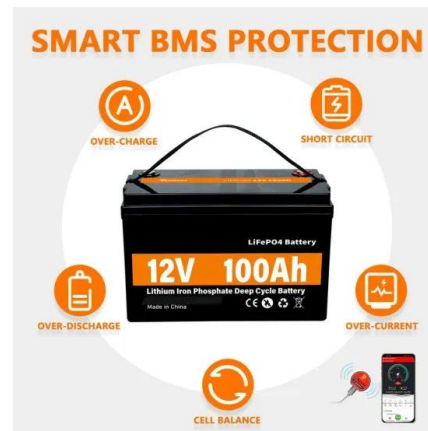 SMART BMS PROTECTION
OVER-CHARGE
SHORT CIRCUIT
LiFePO4 Battery
12V 100Ah
Lithium Iron Phosphate Deep Cycle Battery
Made in China
OVER-DISCHARGE
OVER-CURRENT
CELL BALANCE